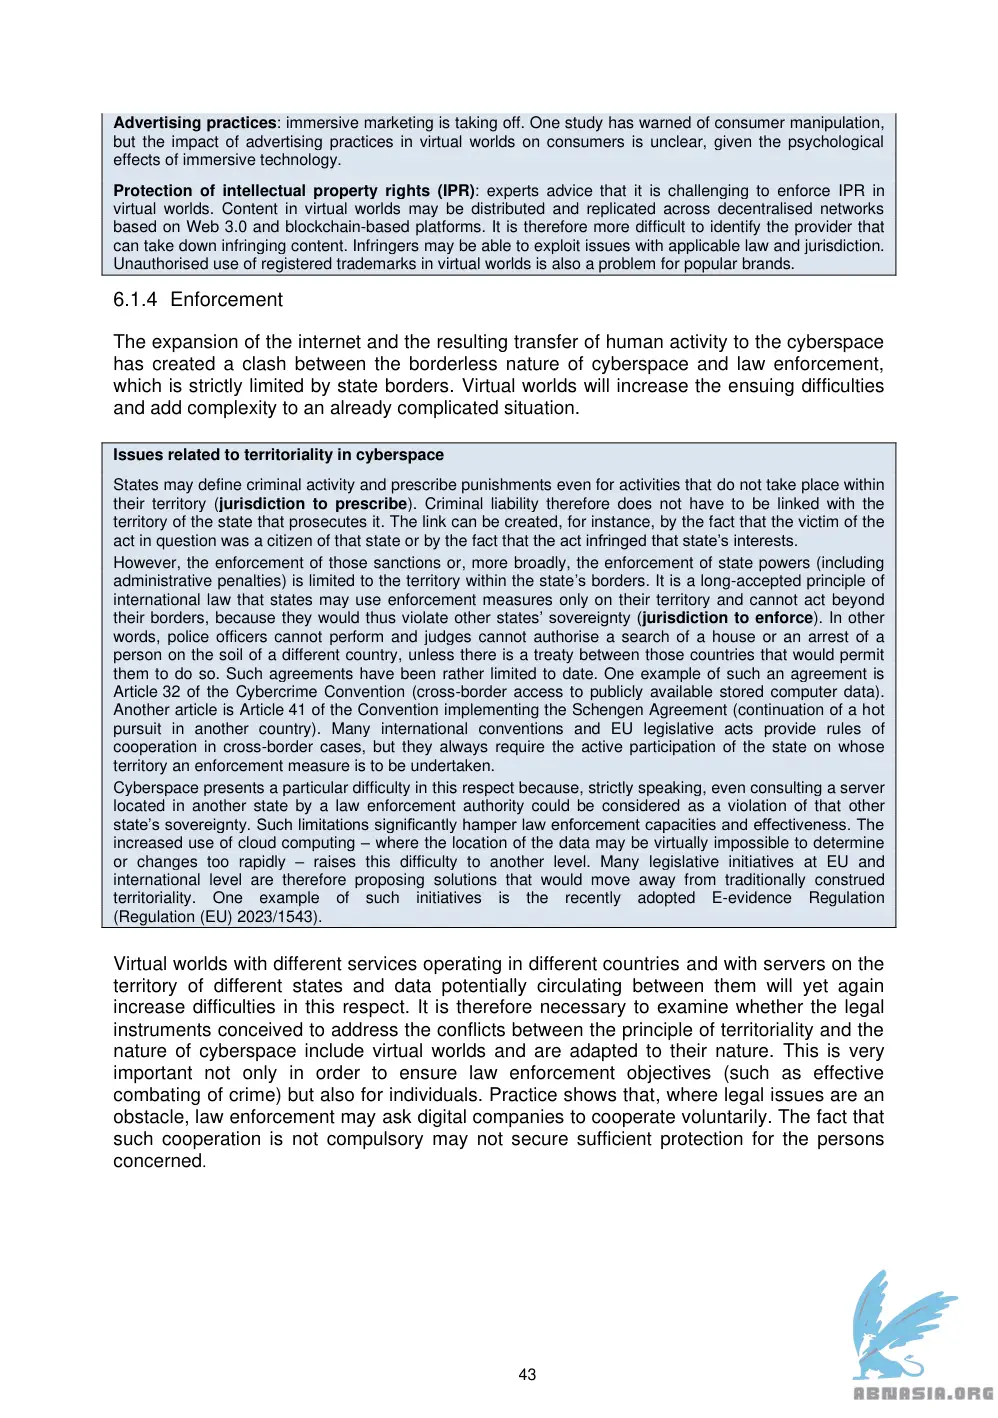 Advertising practices: immersive marketing is taking off. One study has warned of consumer manipulation,
but the impact of advertising practices in virtual worlds on consumers is unclear, given the psychological
effects of immersive technology.
Protection of intellectual property rights (IPR): experts advice that it is challenging to enforce IPR in
virtual worlds. Content in virtual worlds may be distributed and replicated across decentralised networks
based on Web 3.0 and blockchain-based platforms. It is therefore more difficult to identify the provider that
can take down infringing content. Infringers may be able to exploit issues with applicable law and jurisdiction.
Unauthorised use of registered trademarks in virtual worlds is also a problem for popular brands.
6.1.4 Enforcement
The expansion of the internet and the resulting transfer of human activity to the cyberspace
has created a clash between the borderless nature of cyberspace and law enforcement,
which is strictly limited by state borders. Virtual worlds will increase the ensuing difficulties
and add complexity to an already complicated situation.
Issues related to territoriality in cyberspace
States may define criminal activity and prescribe punishments even for activities that do not take place within
their territory (jurisdiction to prescribe). Criminal liability therefore does not have to be linked with the
territory of the state that prosecutes it. The link can be created, for instance, by the fact that the victim of the
act in question was a citizen of that state or by the fact that the act infringed that state's interests.
However, the enforcement of those sanctions or, more broadly, the enforcement of state powers (including
administrative penalties) is limited to the territory within the state's borders. It is a long-accepted principle of
international law that states may use enforcement measures only on their territory and cannot act beyond
their borders, because they would thus violate other states' sovereignty (jurisdiction to enforce). In other
words, police officers cannot perform and judges cannot authorise a search of a house or an arrest of a
person on the soil of a different country, unless there is a treaty between those countries that would permit
them to do so. Such agreements have been rather limited to date. One example of such an agreement is
Article 32 of the Cybercrime Convention (cross-border access to publicly available stored computer data).
Another article is Article 41 of the Convention implementing the Schengen Agreement (continuation of a hot
pursuit in another country). Many international conventions and EU legislative acts provide rules of
cooperation in cross-border cases, but they always require the active participation of the state on whose
territory an enforcement measure is to be undertaken.
Cyberspace presents a particular difficulty in this respect because, strictly speaking, even consulting a server
located in another state by a law enforcement authority could be considered as a violation of that other
state's sovereignty. Such limitations significantly hamper law enforcement capacities and effectiveness. The
increased use of cloud computing – where the location of the data may be virtually impossible to determine
or changes too rapidly – raises this difficulty to another level. Many legislative initiatives at EU and
international level are therefore proposing solutions that would move away from traditionally construed
territoriality. One example of such initiatives is the recently adopted E-evidence Regulation
(Regulation (EU) 2023/1543).
Virtual worlds with different services operating in different countries and with servers on the
territory of different states and data potentially circulating between them will yet again
increase difficulties in this respect. It is therefore necessary to examine whether the legal
instruments conceived to address the conflicts between the principle of territoriality and the
nature of cyberspace include virtual worlds and are adapted to their nature. This is very
important not only in order to ensure law enforcement objectives (such as effective
combating of crime) but also for individuals. Practice shows that, where legal issues are an
obstacle, law enforcement may ask digital companies to cooperate voluntarily. The fact that
such cooperation is not compulsory may not secure sufficient protection for the persons
concerned.
43
ABNASIA.ORG